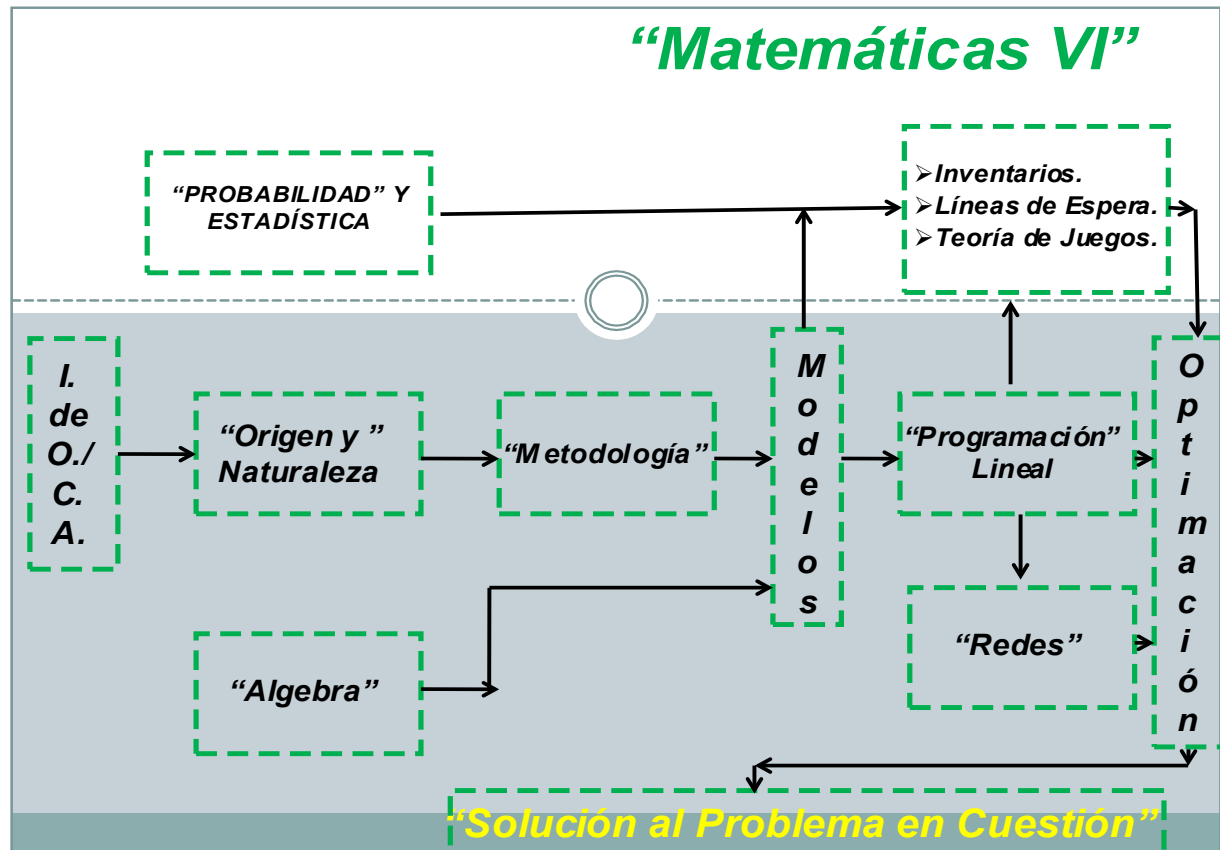 “Matemáticas VI”
“PROBABILIDAD” Y
ESTADÍSTICA
➢Inventarios.
➢Líneas de Espera.
➢Teoría de Juegos.
I.
de
O./
C.
A.
“Origen y ”
Naturaleza
“Metodología”
M
o
d
e
l
o
s
“Programación”
Lineal
O
p
t
i
m
a
c
i
ó
n
“Algebra”
“Redes”
“Solución al Problema en Cuestión”